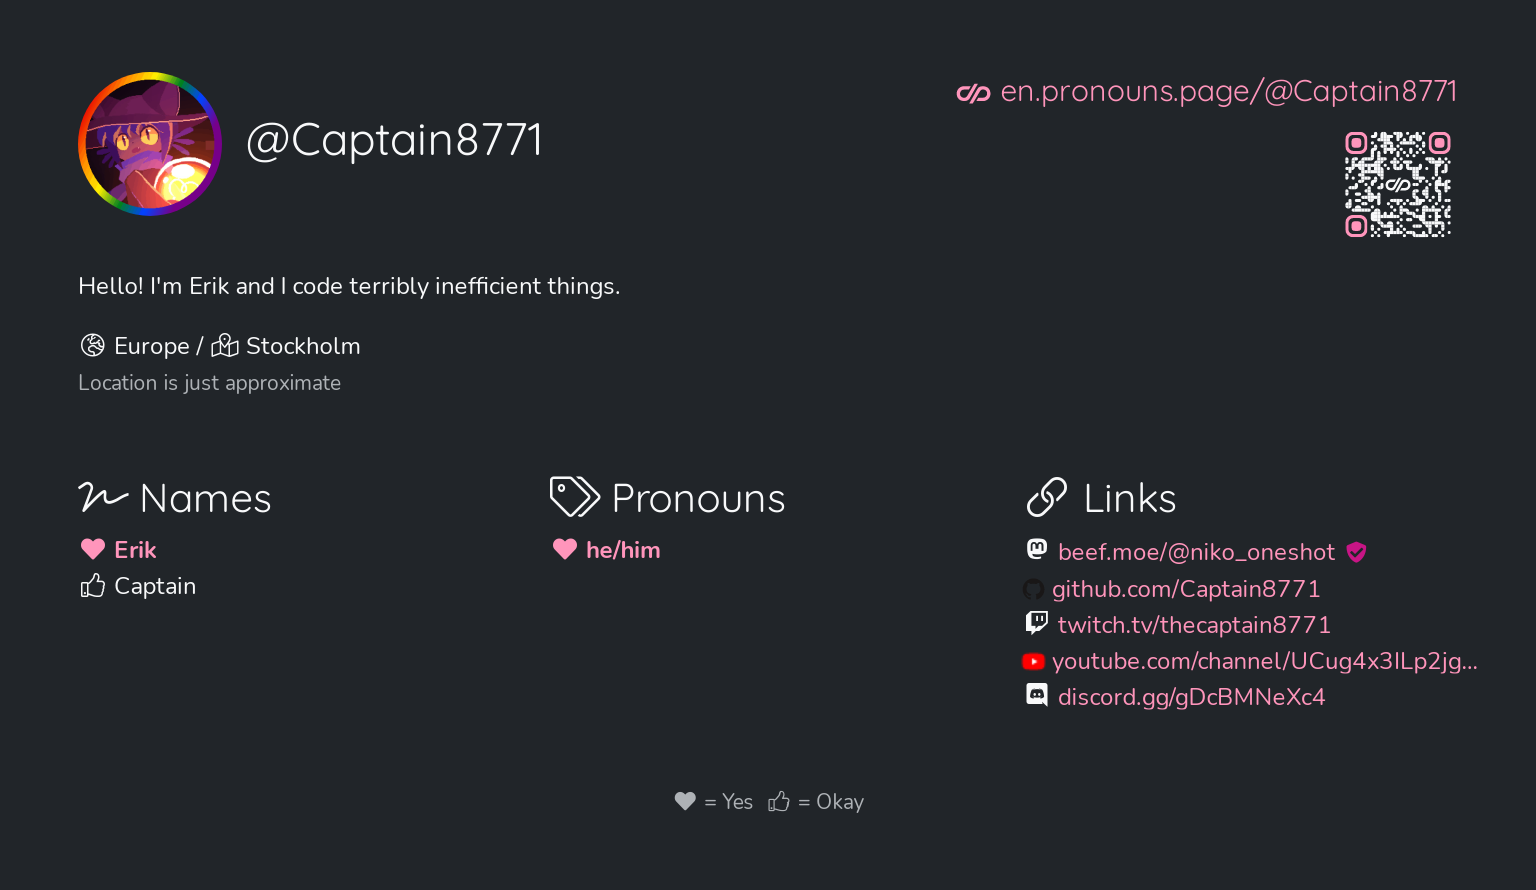 @Captain8771
en.pronouns.page/@Captain8771
Hello! I'm Erik and I code terribly inefficient things.
Europe / Stockholm
Location is just approximate
Names
Erik
Captain
Pronouns
he/him
Links
beef.moe/@niko_oneshot
github.com/Captain8771
twitch.tv/thecaptain8771
youtube.com/channel/UCug4x3ILp2jg...
discord.gg/gDcBMNeXc4
= Yes = Okay